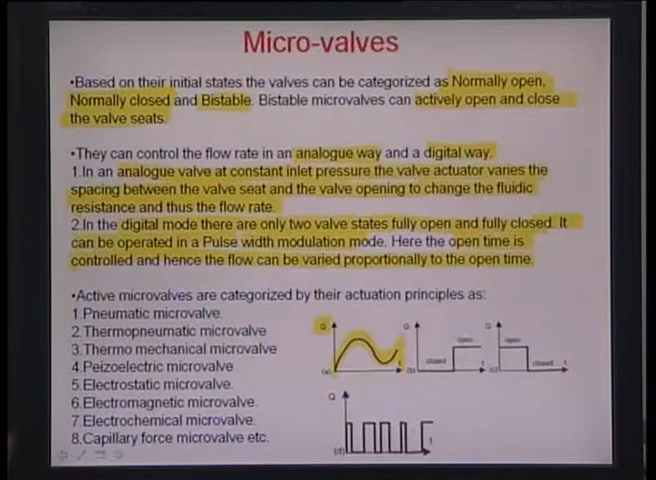 Micro-valves
•Based on their initial states the valves can be categorized as Normally open,
Normally closed and Bistable. Bistable microvalves can actively open and close
the valve seats.
•They can control the flow rate in an analogue way and a digital way.
1.In an analogue valve at constant inlet pressure the valve actuator varies the
spacing between the valve seat and the valve opening to change the fluidic
resistance and thus the flow rate.
2.In the digital mode there are only two valve states fully open and fully closed. It
can be operated in a Pulse width modulation mode. Here the open time is
controlled and hence the flow can be varied proportionally to the open time.
•Active microvalves are categorized by their actuation principles as:
1.Pneumatic microvalve.
2.Thermopneumatic microvalve
3.Thermo mechanical microvalve
4.Peizoelectric microvalve
5.Electrostatic microvalve.
6.Electromagnetic microvalve.
7.Electrochemical microvalve.
8.Capillary force microvalve etc.
Q Q Q
open open
closed closed
(a) t (b) t (c) t
Q
(d) t